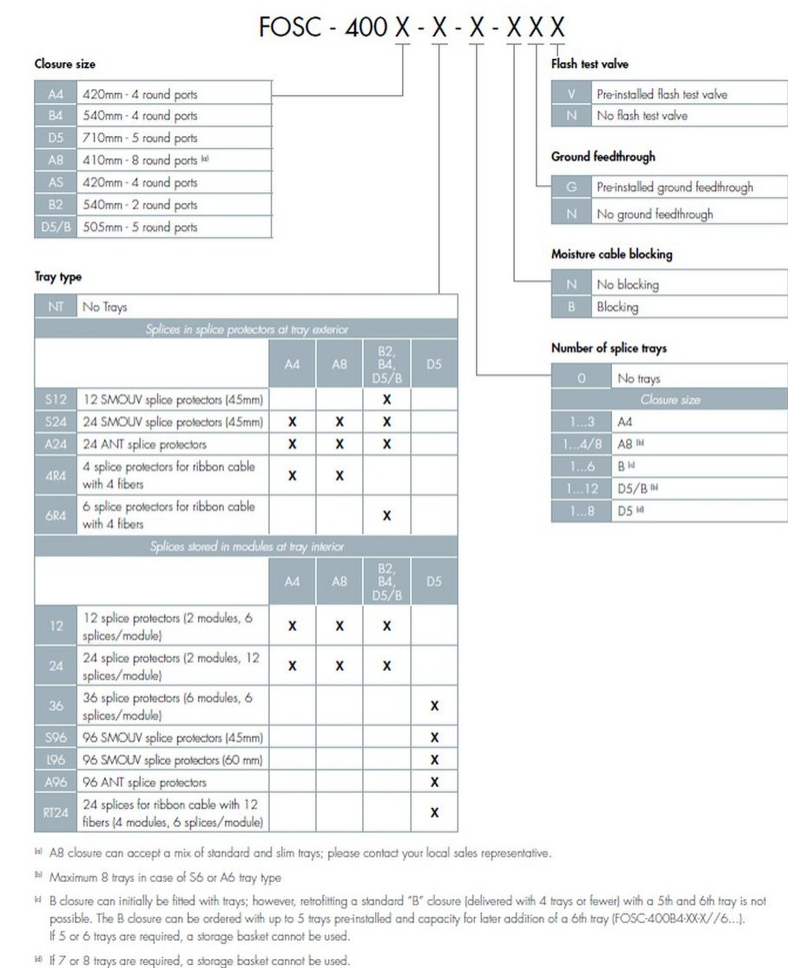 FOSC - 400 X - X - X - X X X
Closure size
A4 420mm - 4 round ports
B4 540mm - 4 round ports
D5 710mm - 5 round ports
A8 410mm - 8 round ports (a)
AS 420mm - 4 round ports
B2 540mm - 2 round ports
D5/B 505mm - 5 round ports
Flash test valve
V Pre-installed flash test valve
N No flash test valve
Ground feedthrough
G Pre-installed ground feedthrough
N No ground feedthrough
Moisture cable blocking
N No blocking
B Blocking
Number of splice trays
0 No trays
Closure size
1...3 A4
1...4/8 A8 (b)
1...6 B (c)
1...12 D5/B (b)
1...8 D5 (d)
Tray type
NT No Trays
Splices in splice protectors at tray exterior
A4 A8 B2, B4, D5/B D5
S12 12 SMOUV splice protectors (45mm) X
S24 24 SMOUV splice protectors (45mm) X X X
A24 24 ANT splice protectors X X X
4R4 4 splice protectors for ribbon cable
with 4 fibers X X
6R4 6 splice protectors for ribbon cable
with 4 fibers X
Splices stored in modules at tray interior
A4 A8 B2, B4, D5/B D5
12 12 splice protectors (2 modules, 6
splices/module) X X X
24 24 splice protectors (2 modules, 12
splices/module) X X X
36 36 splice protectors (6 modules, 6
splices/module) X
S96 96 SMOUV splice protectors (45mm) X
L96 96 SMOUV splice protectors (60 mm) X
A96 96 ANT splice protectors X
RT24 24 splices for ribbon cable with 12
fibers (4 modules, 6 splices/module) X
(a) A8 closure can accept a mix of standard and slim trays; please contact your local sales representative.
(b) Maximum 8 trays in case of S6 or A6 tray type
(c) B closure can initially be fitted with trays; however, retrofitting a standard "B" closure (delivered with 4 trays or fewer) with a 5th and 6th tray is not
possible. The B closure can be ordered with up to 5 trays pre-installed and capacity for later addition of a 6th tray (FOSC-400B4-XX-X//6...).
If 5 or 6 trays are required, a storage basket cannot be used.
(d) If 7 or 8 trays are required, a storage basket cannot be used.